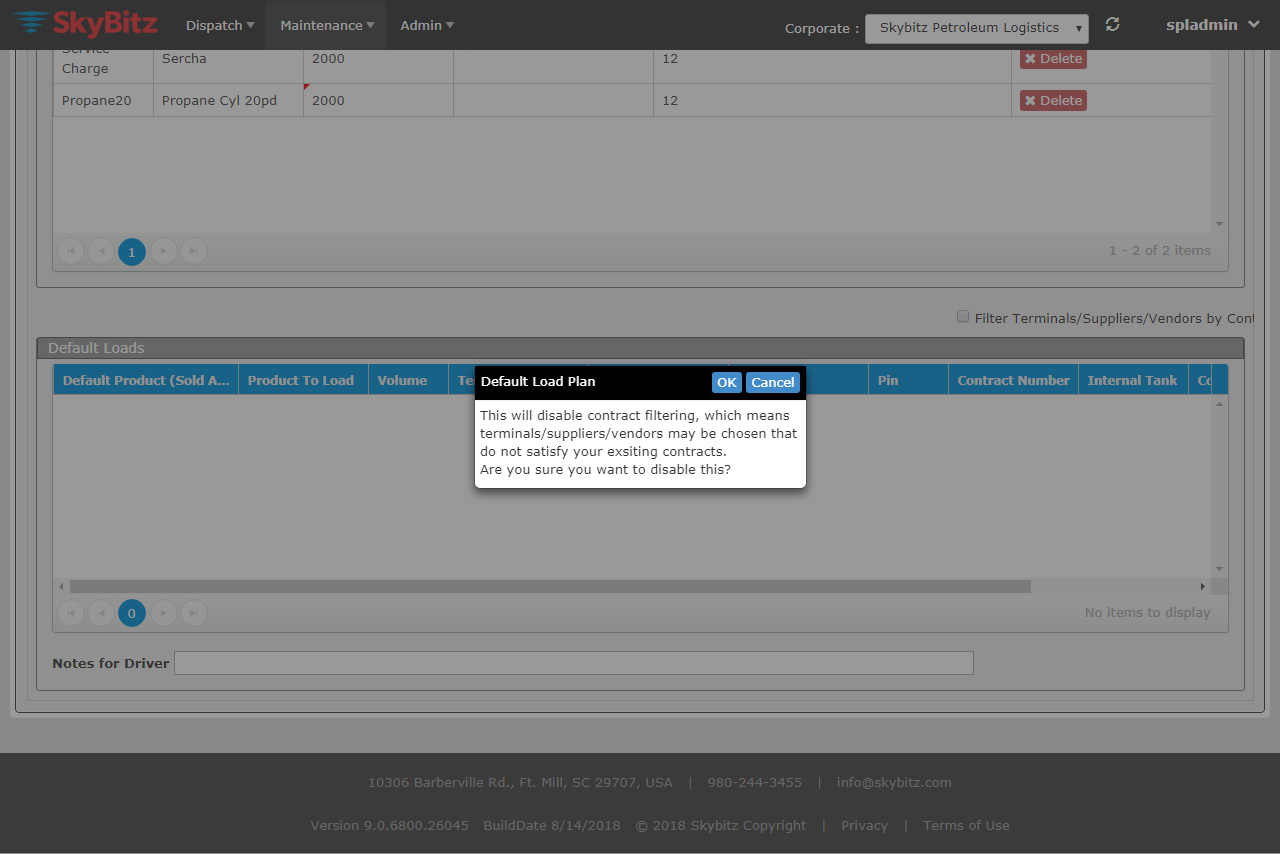 SkyBitz Dispatch Maintenance Admin Corporate : Skybitz Petroleum Logistics spladmin
Service
Charge Sercha 2000 12 Delete
Propane20 Propane Cyl 20pd 2000 12 Delete
1 1 - 2 of 2 items
Filter Terminals/Suppliers/Vendors by Cont
Default Loads
Default Product (Sold A... Product To Load Volume Te Pin Contract Number Internal Tank Co
Default Load Plan OK Cancel
This will disable contract filtering, which means
terminals/suppliers/vendors may be chosen that
do not satisfy your exsiting contracts.
Are you sure you want to disable this?
0 No items to display
Notes for Driver
10306 Barberville Rd., Ft. Mill, SC 29707, USA | 980-244-3455 | info@skybitz.com
Version 9.0.6800.26045 BuildDate 8/14/2018 © 2018 Skybitz Copyright | Privacy | Terms of Use